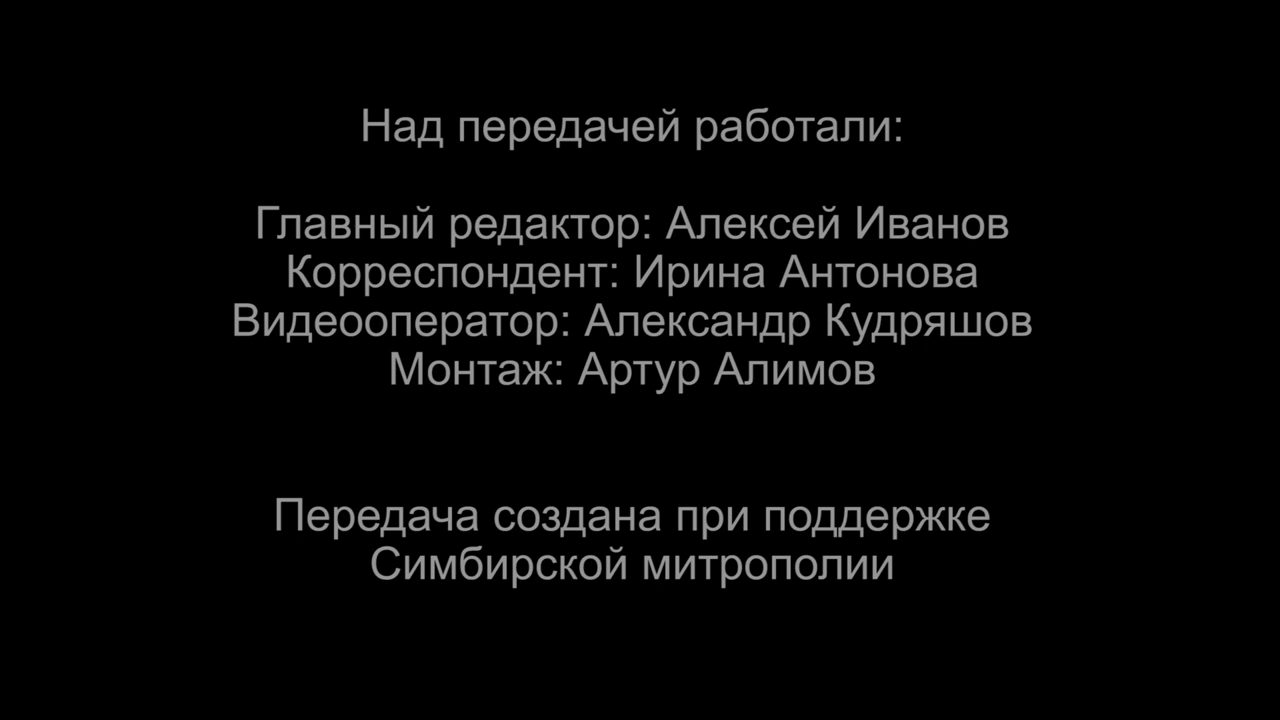 Над передачей работали:
Главный редактор: Алексей Иванов
Корреспондент: Ирина Антонова
Видеооператор: Александр Кудряшов
Монтаж: Артур Алимов
Передача создана при поддержке
Симбирской митрополии